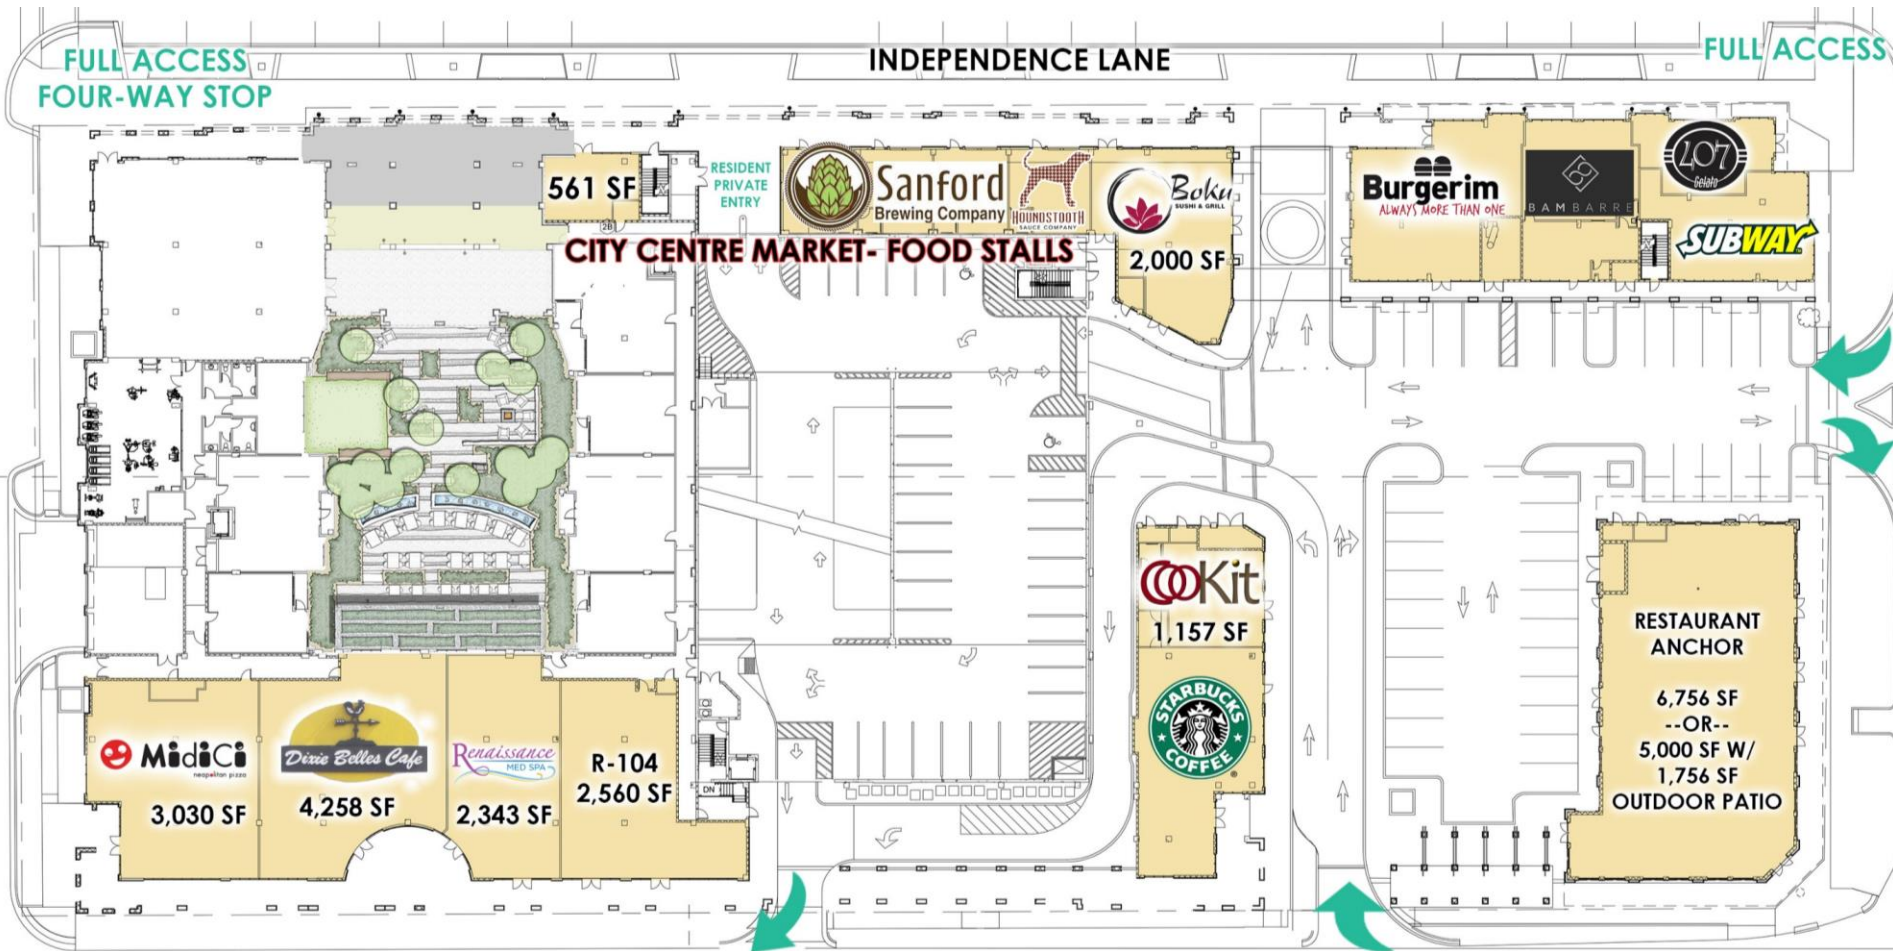 FULL ACCESS
FOUR-WAY STOP
INDEPENDENCE LANE
FULL ACCESS
561 SF
2B
RESIDENT
PRIVATE
ENTRY
Sanford
Brewing Company
HOUNDSTOOTH
SAUCE COMPANY
Boku
SUSHI & GRILL
2,000 SF
CITY CENTRE MARKET- FOOD STALLS
Burgerim
ALWAYS MORE THAN ONE
BAMBARRE
407
Gelato
SUBWAY
COOKit
1,157 SF
STARBUCKS
COFFEE
RESTAURANT
ANCHOR
6,756 SF
--OR--
5,000 SF W/
1,756 SF
OUTDOOR PATIO
MidiCi
neapolitan pizza
3,030 SF
Dixie Belles Cafe
4,258 SF
Renaissance
MED SPA
2,343 SF
R-104
2,560 SF
DN